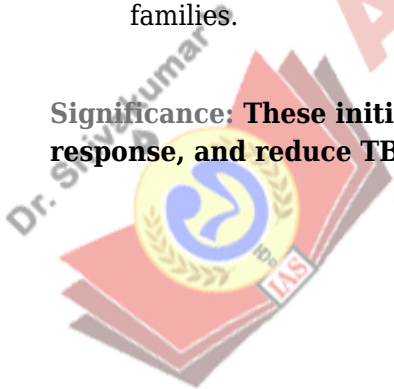 families.
Significance: These initi
response, and reduce TB
Dr. Shivakumar
IAS